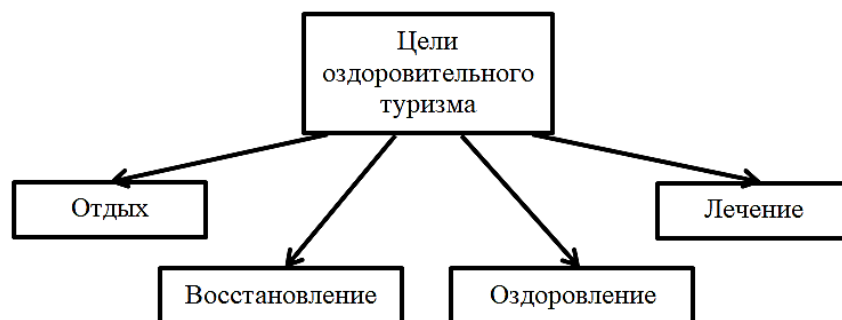 Цели
оздоровительного
туризма
Отдых
Лечение
Восстановление
Оздоровление